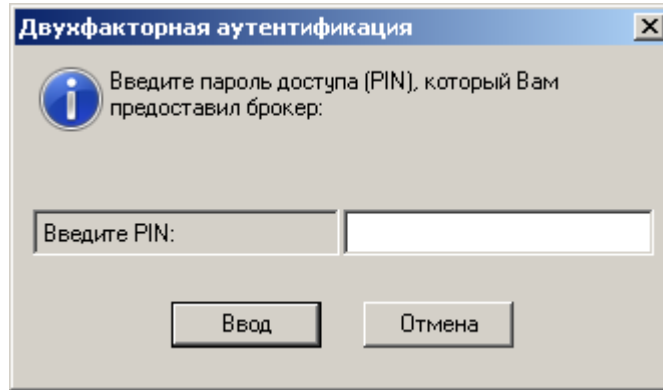 Двухфакторная аутентификация
Введите пароль доступа (PIN), который Вам
предоставил брокер:
Введите PIN:
Ввод
Отмена